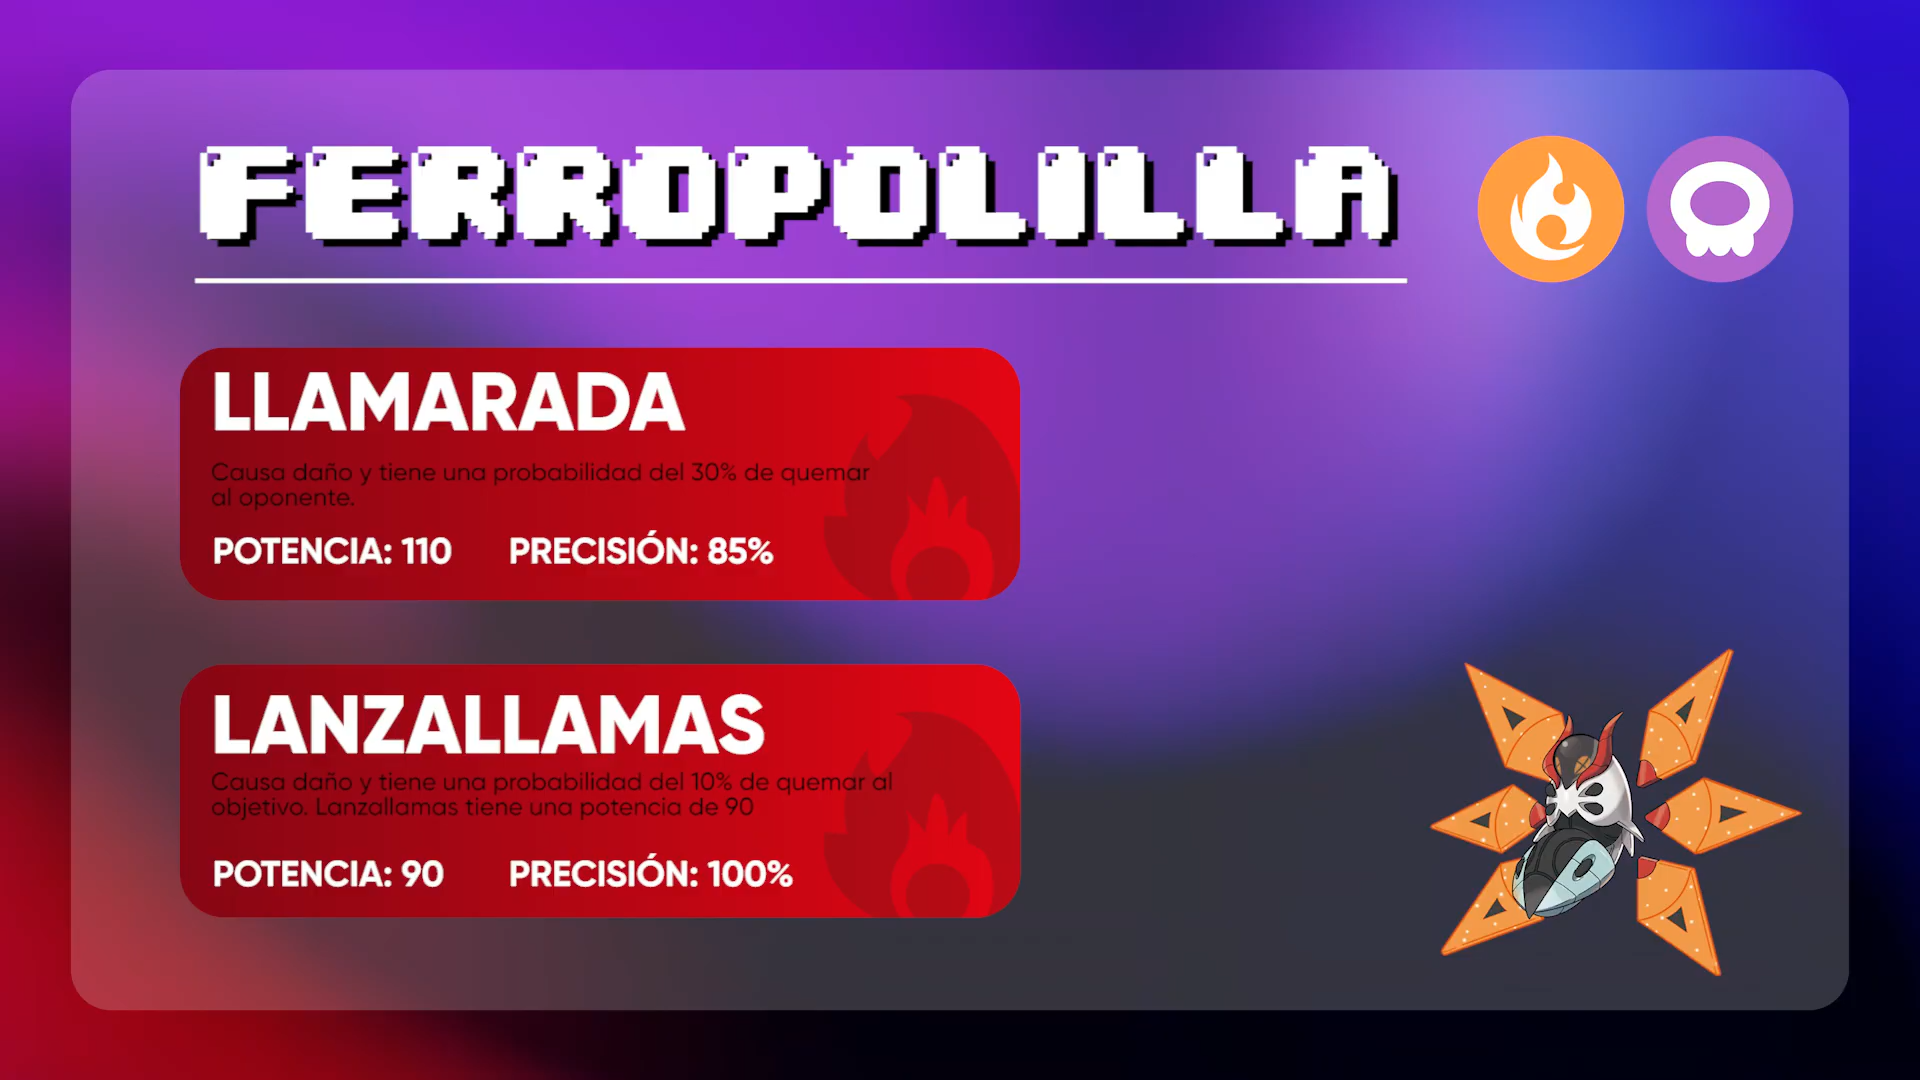 FERROPOLILLA
LLAMARADA
Causa daño y tiene una probabilidad del 30% de quemar
al oponente.
POTENCIA: 110 PRECISIÓN: 85%
LANZALLAMAS
Causa daño y tiene una probabilidad del 10% de quemar al
objetivo. Lanzallamas tiene una potencia de 90
POTENCIA: 90 PRECISIÓN: 100%